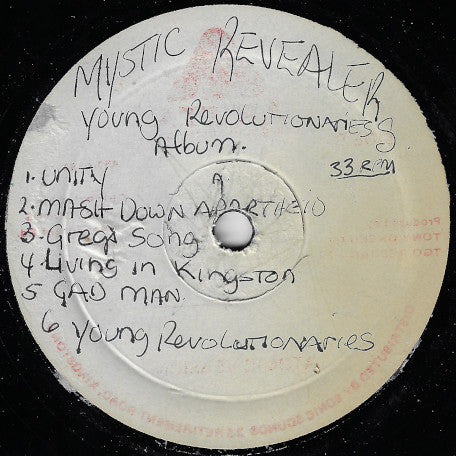 MYSTIC REVEALER
Young Revolutionaries
Album.
33 RPM
A.
1. UNITY
2. MASH DOWN APARTHEID
3. Greqs Song
4. Living in Kingston
5 GAD MAN.
6 Young Revolutionaries